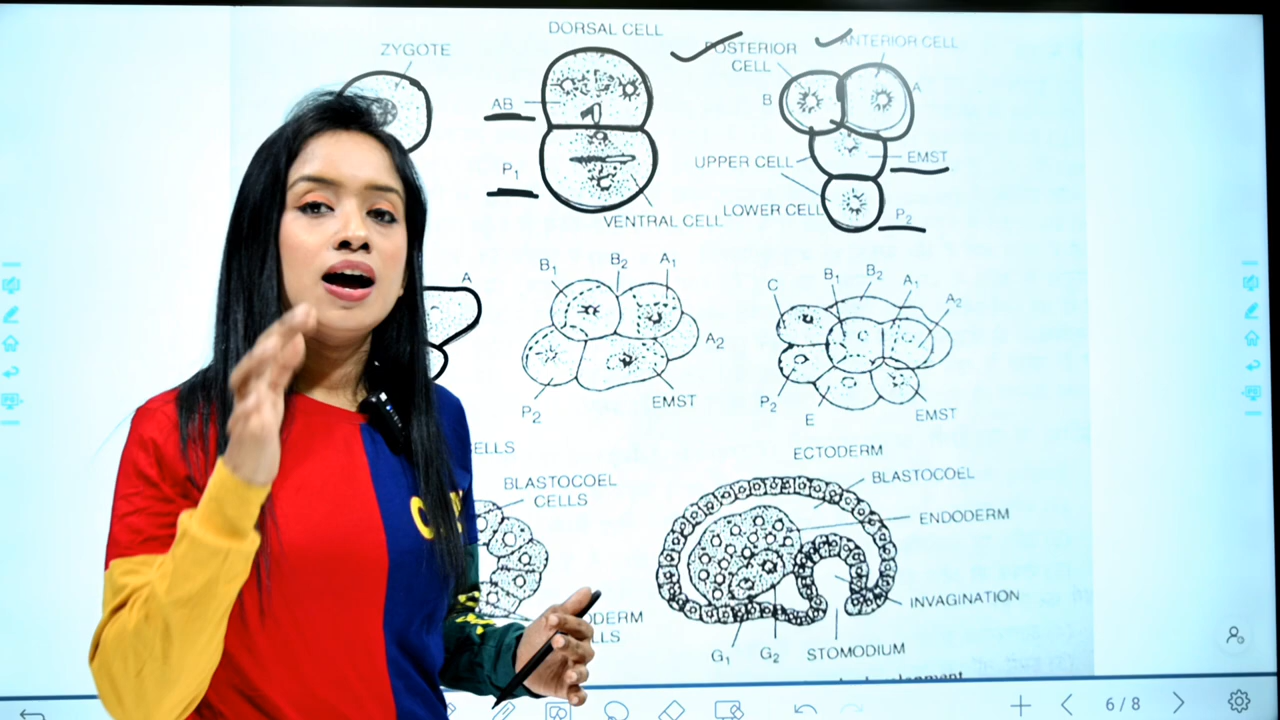 DORSAL CELL
ZYGOTE
POSTERIOR CELL
ANTERIOR CELL
AB
B
A
P1
UPPER CELL
EMST
LOWER CELL
P2
VENTRAL CELL
A
B1
B2
A1
A2
P2
EMST
C
B1
B2
A1
A2
P2
E
EMST
ELLS
BLASTOCOEL CELLS
ECTODERM
BLASTOCOEL
ENDODERM
INVAGINATION
G1
G2
STOMODIUM
6/8